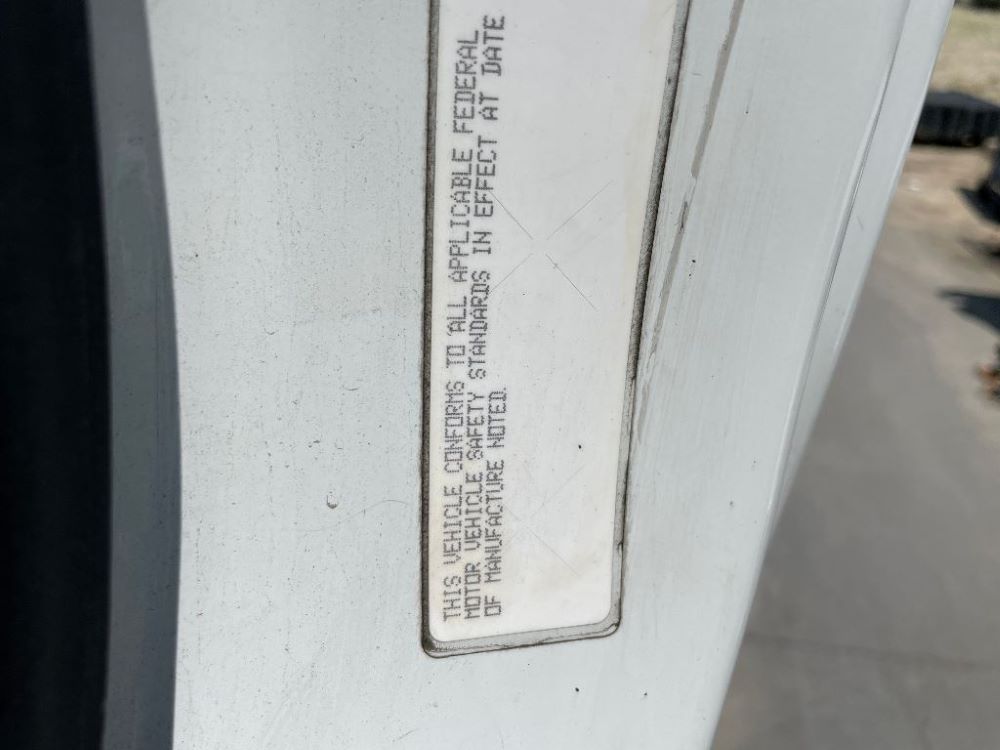 THIS VEHICLE CONFORMS TO ALL APPLICABLE FEDERAL
MOTOR VEHICLE SAFETY STANDARDS IN EFFECT AT DATE
OF MANUFACTURE NOTED.